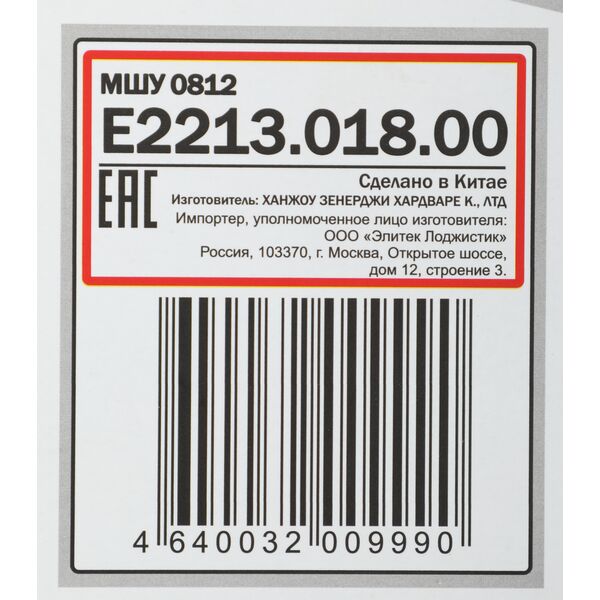 МШУ 0812
E2213.018.00
EAC
Сделано в Китае
Изготовитель: ХАНЖОУ ЗЕНЕРДЖИ ХАРДВАРЕ К., ЛТД
Импортер, уполномоченное лицо изготовителя:
ООО «Элитек Лоджистик»
Россия, 103370, г. Москва, Открытое шоссе,
дом 12, строение 3.
4 640032 009990